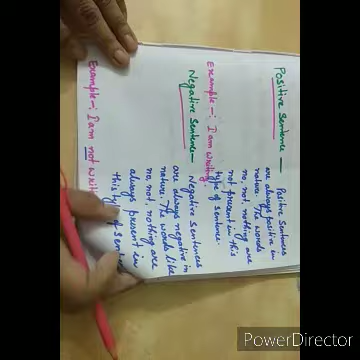 Positive Sentence - Positive Sentences
are always positive in
nature. The words
no, not, nothing are
not present in this
type of sentence.
Example -: I am writing.
Negative Sentence - Negative Sentences
are always negative in
nature. The words like
no, not, nothing are
always present in
this type of
Example -: I am not
PowerDirector